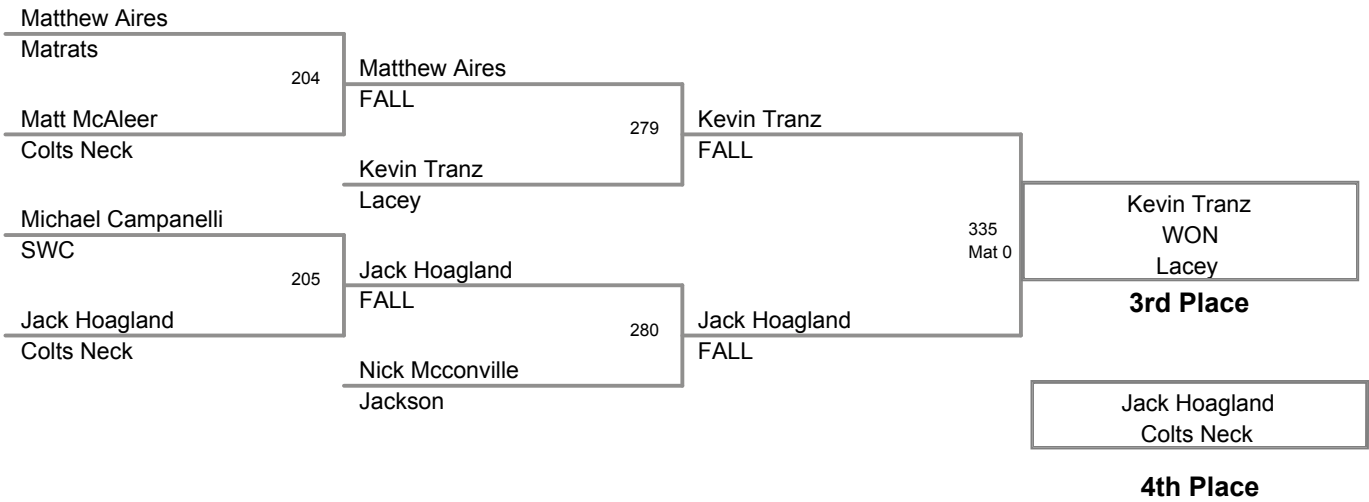 Matthew Aires
Matrats
204
Matthew Aires
FALL
Matt McAleer
Colts Neck
279
Kevin Tranz
FALL
Kevin Tranz
Lacey
Michael Campanelli
SWC
205
Jack Hoagland
FALL
Jack Hoagland
Colts Neck
280
Jack Hoagland
FALL
Nick Mcconville
Jackson
335
Mat 0
Kevin Tranz
WON
Lacey
3rd Place
Jack Hoagland
Colts Neck
4th Place